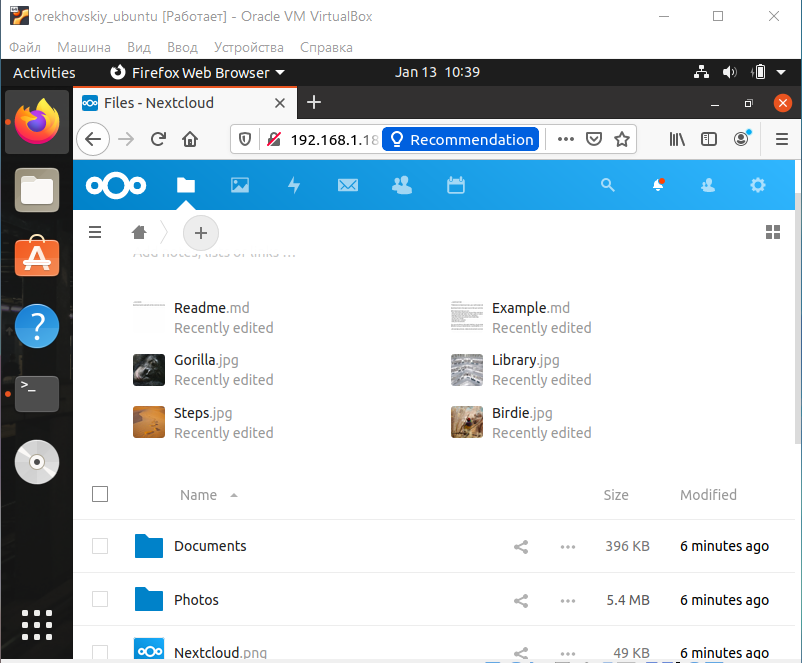 orekhovskiy_ubuntu [Работает] - Oracle VM VirtualBox
Файл Машина Вид Ввод Устройства Справка
Activities Firefox Web Browser Jan 13 10:39
Files - Nextcloud
192.168.1.18 Recommendation
Add notes, lists or links ...
Readme.md Example.md
Recently edited Recently edited
Gorilla.jpg Library.jpg
Recently edited Recently edited
Steps.jpg Birdie.jpg
Recently edited Recently edited
Name Size Modified
Documents 396 KB 6 minutes ago
Photos 5.4 MB 6 minutes ago
Nextcloud.png 49 KB 6 minutes ago